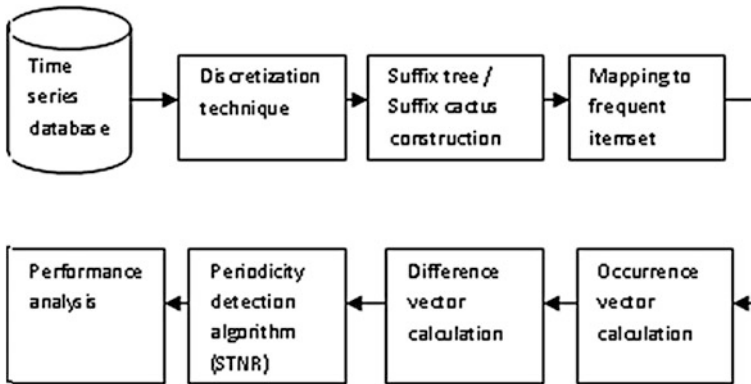 Time
series
database
Discretization
technique
Suffix tree /
Suffix cactus
construction
Mapping to
frequent
itemset
Performance
analysis
Periodicity
detection
algorithm
(STNR)
Difference
vector
calculation
Occurrence
vector
calculation